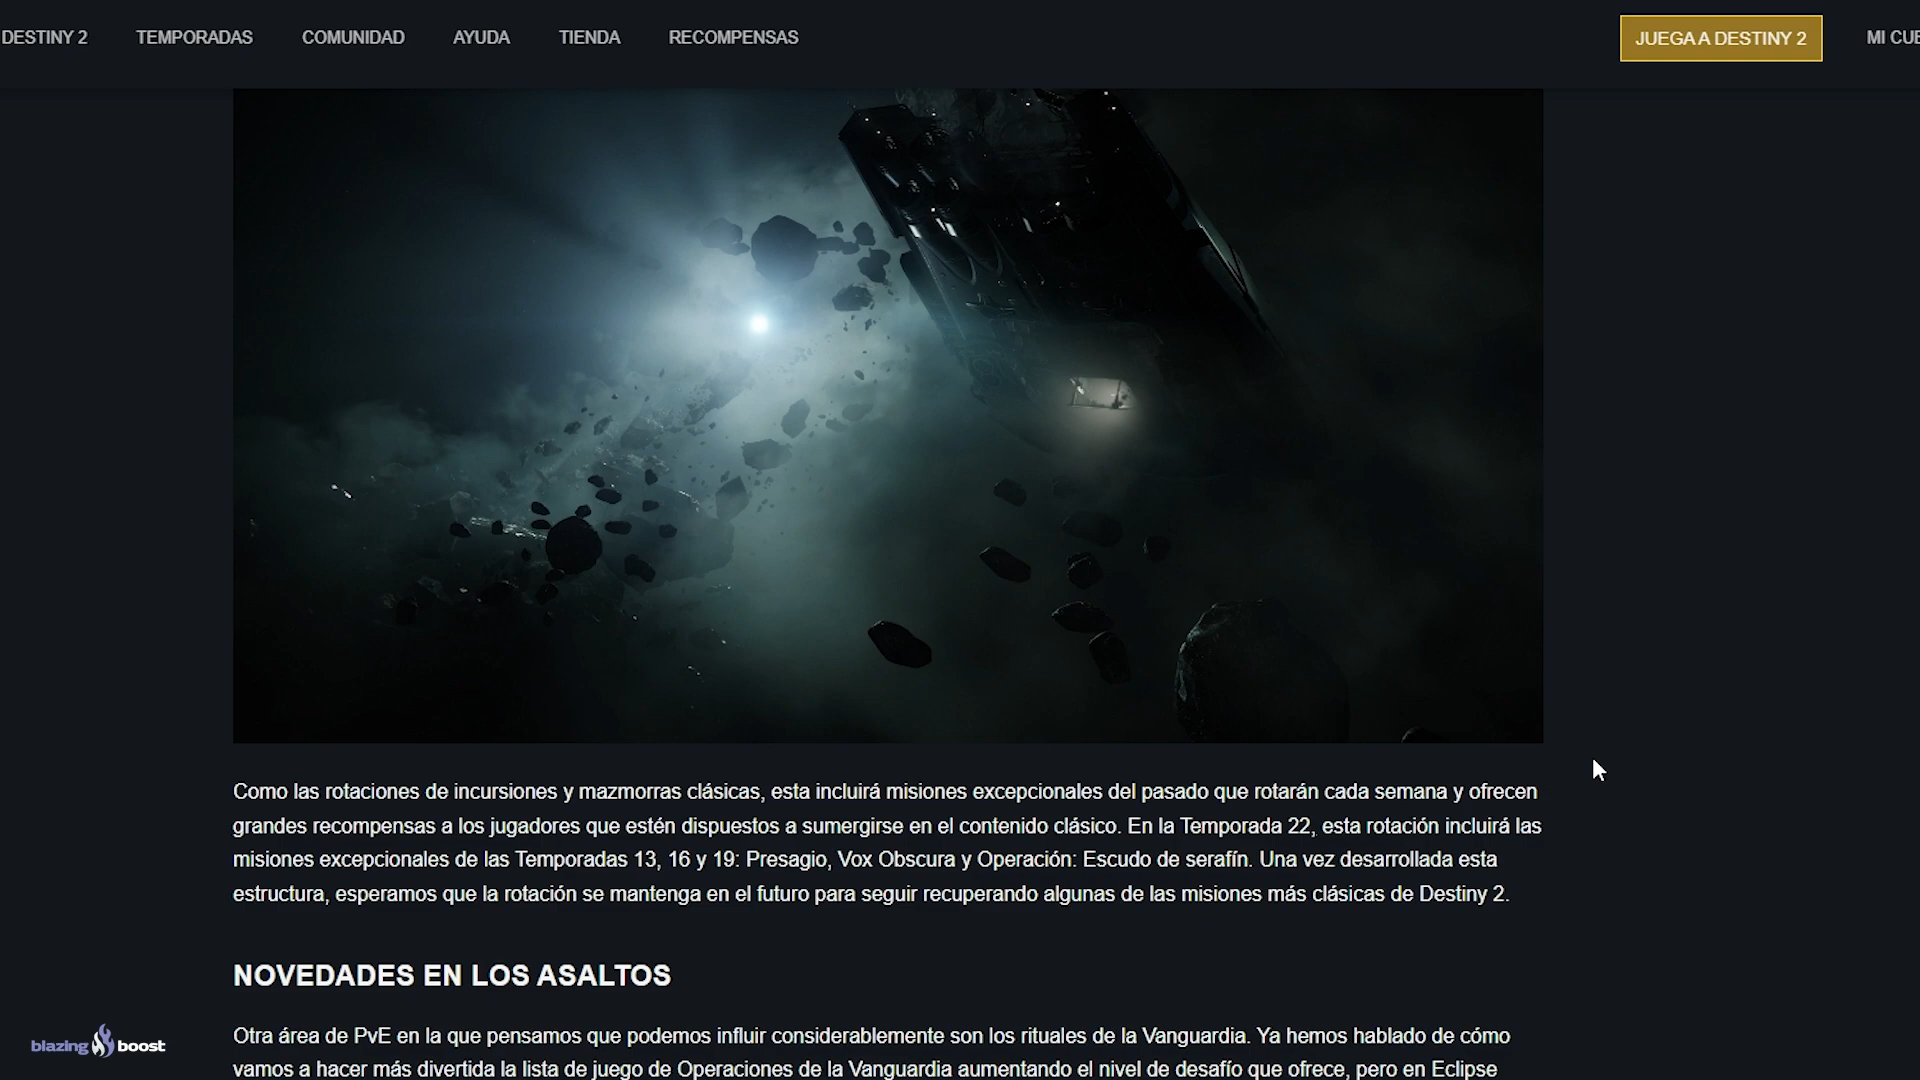 DESTINY 2 TEMPORADAS COMUNIDAD AYUDA TIENDA RECOMPENSAS JUEGA A DESTINY 2 MI CUE
Como las rotaciones de incursiones y mazmorras clásicas, esta incluirá misiones excepcionales del pasado que rotarán cada semana y ofrecen
grandes recompensas a los jugadores que estén dispuestos a sumergirse en el contenido clásico. En la Temporada 22, esta rotación incluirá las
misiones excepcionales de las Temporadas 13, 16 y 19: Presagio, Vox Obscura y Operación: Escudo de serafín. Una vez desarrollada esta
estructura, esperamos que la rotación se mantenga en el futuro para seguir recuperando algunas de las misiones más clásicas de Destiny 2.
NOVEDADES EN LOS ASALTOS
Otra área de PvE en la que pensamos que podemos influir considerablemente son los rituales de la Vanguardia. Ya hemos hablado de cómo
vamos a hacer más divertida la lista de juego de Operaciones de la Vanguardia aumentando el nivel de desafío que ofrece, pero en Eclipse
blazing boost